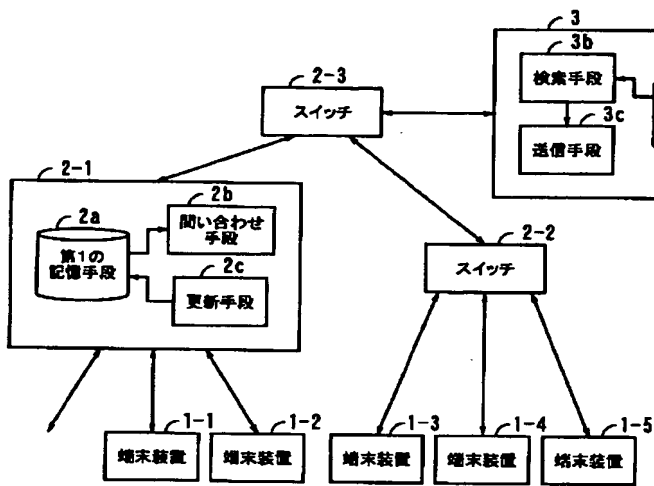 3
3b
検索手段
2-3
スイッチ
3c
送信手段
2-1
2a
第1の
記憶手段
2b
問い合わせ
手段
2c
更新手段
2-2
スイッチ
1-1
端末装置
1-2
端末装置
1-3
端末装置
1-4
端末装置
1-5
端末装置